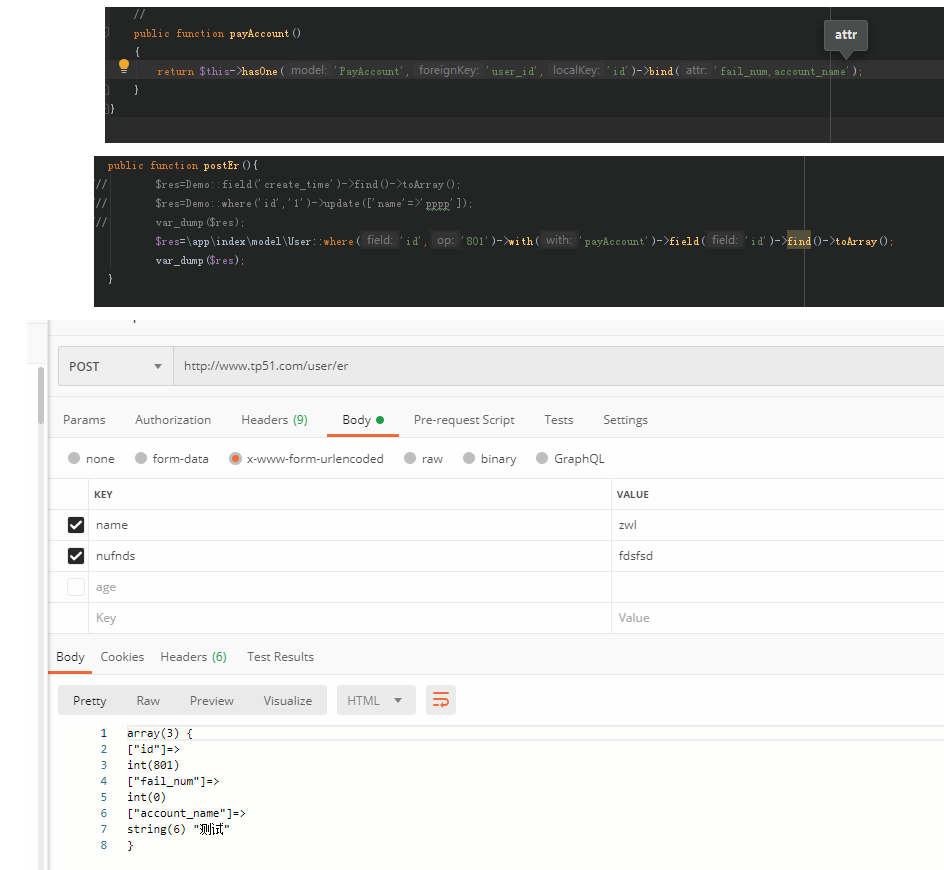 //
public function payAccount()
attr
{
return $this->hasOne( model: 'PayAccount', foreignKey: 'user_id', localKey: 'id')->bind( attr: 'fail_num,account_name');
}
}
public function postEr(){
// $res=Demo::field('create_time')->find()->toArray();
// $res=Demo::where('id','1')->update(['name'=>'pppp']);
// var_dump($res);
$res=\app\index\model\User::where( field: 'id', op: '801')->with( with: 'payAccount')->field( field: 'id')->find()->toArray();
var_dump($res);
}
POST http://www.tp51.com/user/er
Params Authorization Headers (9) Body Pre-request Script Tests Settings
none form-data x-www-form-urlencoded raw binary GraphQL
KEY VALUE
name zwl
nufnds fdsfsd
age
Key Value
Body Cookies Headers (6) Test Results
Pretty Raw Preview Visualize HTML
1 array(3) {
2 ["id"]=>
3 int(801)
4 ["fail_num"]=>
5 int(0)
6 ["account_name"]=>
7 string(6) "测试"
8 }